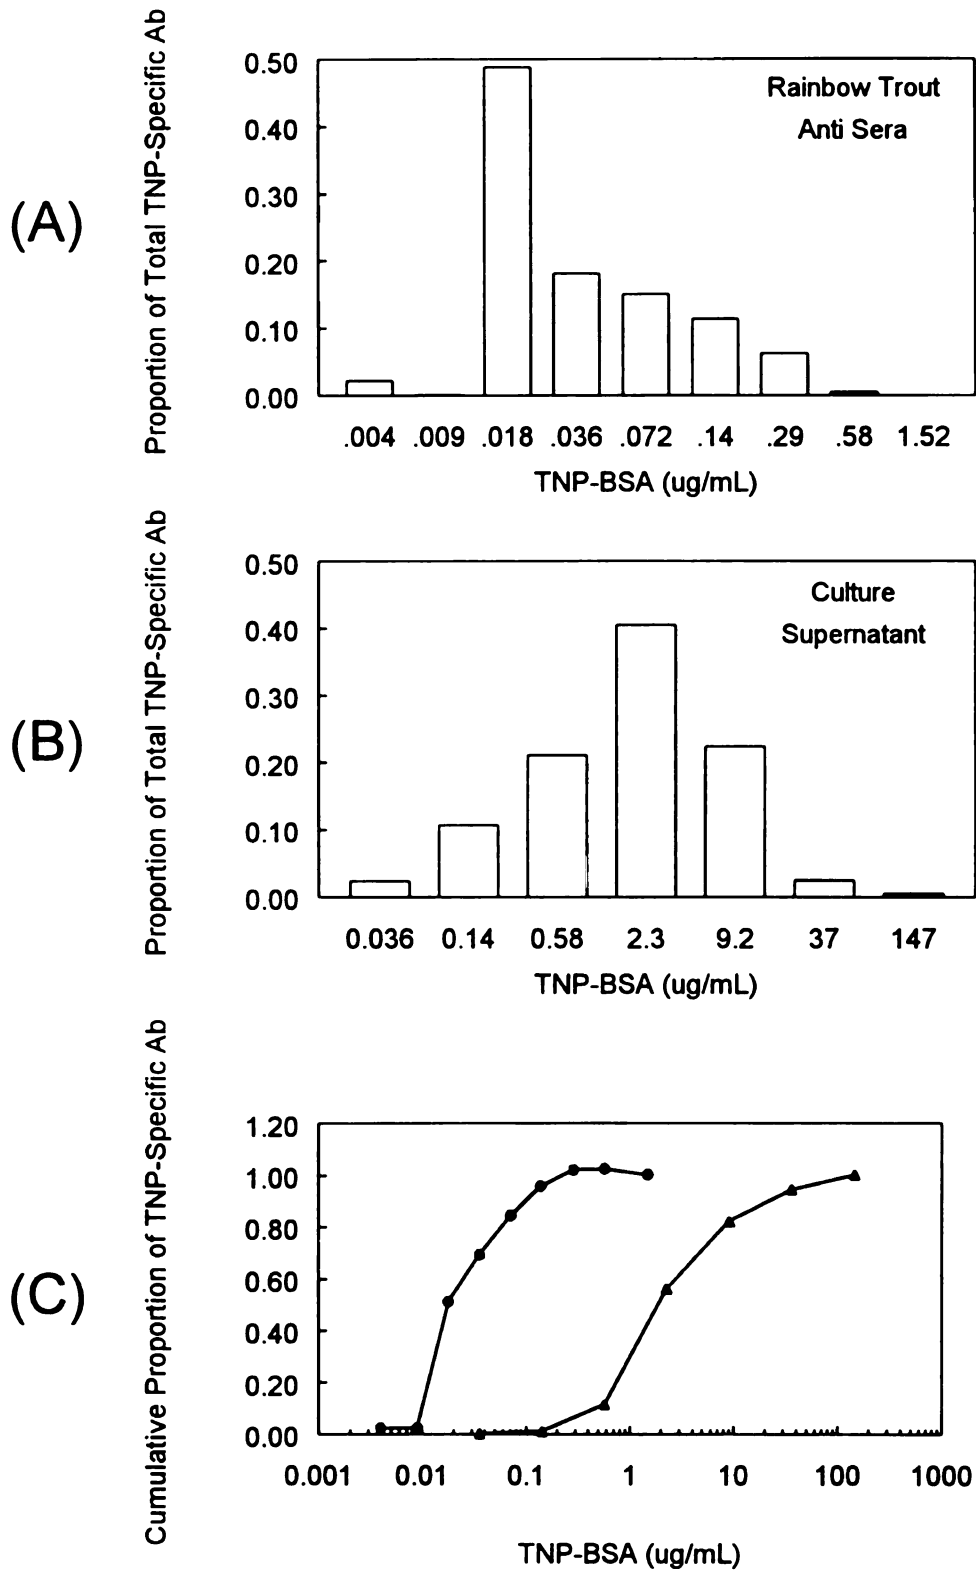 (A)
Proportion of Total TNP-Specific Ab
0.50
0.40
0.30
0.20
0.10
0.00
Rainbow Trout
Anti Sera
.004 .009 .018 .036 .072 .14 .29 .58 1.52
TNP-BSA (ug/mL)
(B)
Proportion of Total TNP-Specific Ab
0.50
0.40
0.30
0.20
0.10
0.00
Culture
Supernatant
0.036 0.14 0.58 2.3 9.2 37 147
TNP-BSA (ug/mL)
(C)
Cumulative Proportion of TNP-Specific Ab
1.20
1.00
0.80
0.60
0.40
0.20
0.00
0.001 0.01 0.1 1 10 100 1000
TNP-BSA (ug/mL)